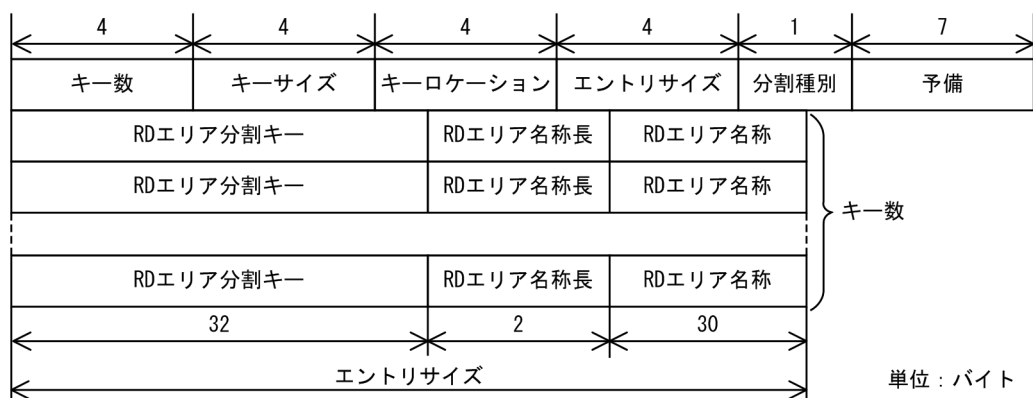 4 4 4 4 1 7
キー数 キーサイズ キーロケーション エントリサイズ 分割種別 予備
RDエリア分割キー RDエリア名称長 RDエリア名称
RDエリア分割キー RDエリア名称長 RDエリア名称
キー数
RDエリア分割キー RDエリア名称長 RDエリア名称
32 2 30
エントリサイズ
単位：バイト